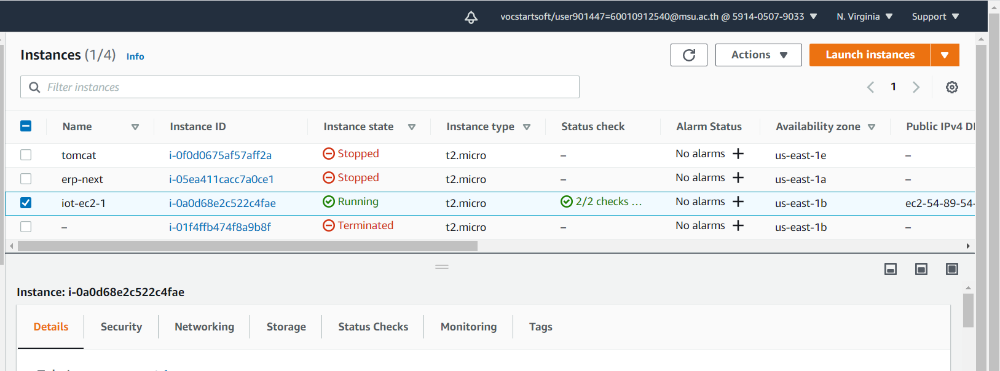 vocstartsoft/user901447=60010912540@msu.ac.th @ 5914-0507-9033 N. Virginia Support
Instances (1/4) Info
Actions
Launch instances
Filter instances
1
Name Instance ID Instance state Instance type Status check Alarm Status Availability zone Public IPv4
tomcat i-0f0d0675af57aff2a Stopped t2.micro – No alarms + us-east-1e –
erp-next i-05ea411cacc7a0ce1 Stopped t2.micro – No alarms + us-east-1a –
iot-ec2-1 i-0a0d68e2c522c4fae Running t2.micro 2/2 checks ... No alarms + us-east-1b ec2-54-89-54-
– i-01f4ffb474f8a9b8f Terminated t2.micro – No alarms + us-east-1b –
Instance: i-0a0d68e2c522c4fae
Details Security Networking Storage Status Checks Monitoring Tags